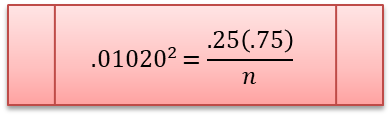 .01020² = .25(.75)/n